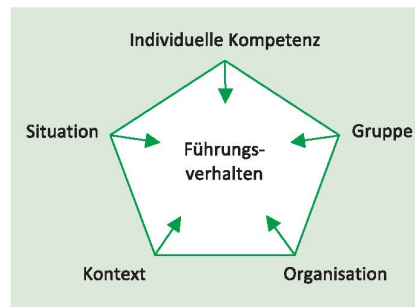 Individuelle Kompetenz
Situation
Gruppe
Führungs-
verhalten
Kontext
Organisation